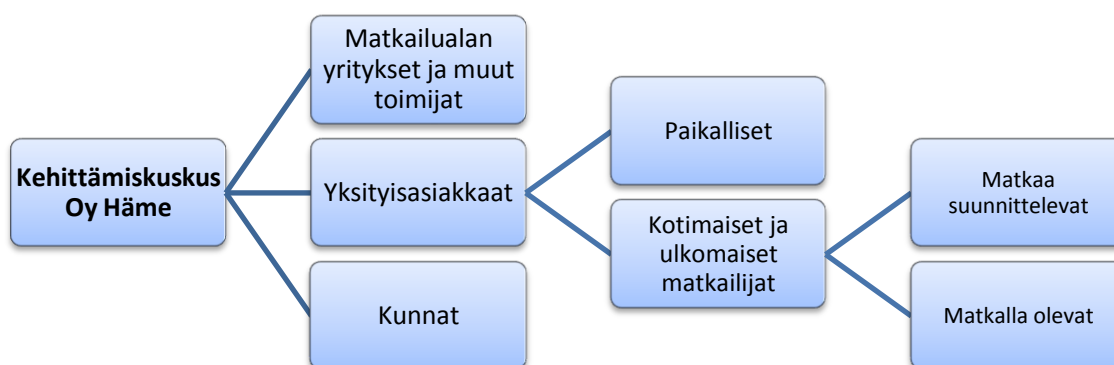 Kehittämiskuskus
Oy Häme
Matkailualan
yritykset ja muut
toimijat
Yksityisasiakkaat
Kunnat
Paikalliset
Kotimaiset ja
ulkomaiset
matkailijat
Matkaa
suunnittelevat
Matkalla olevat